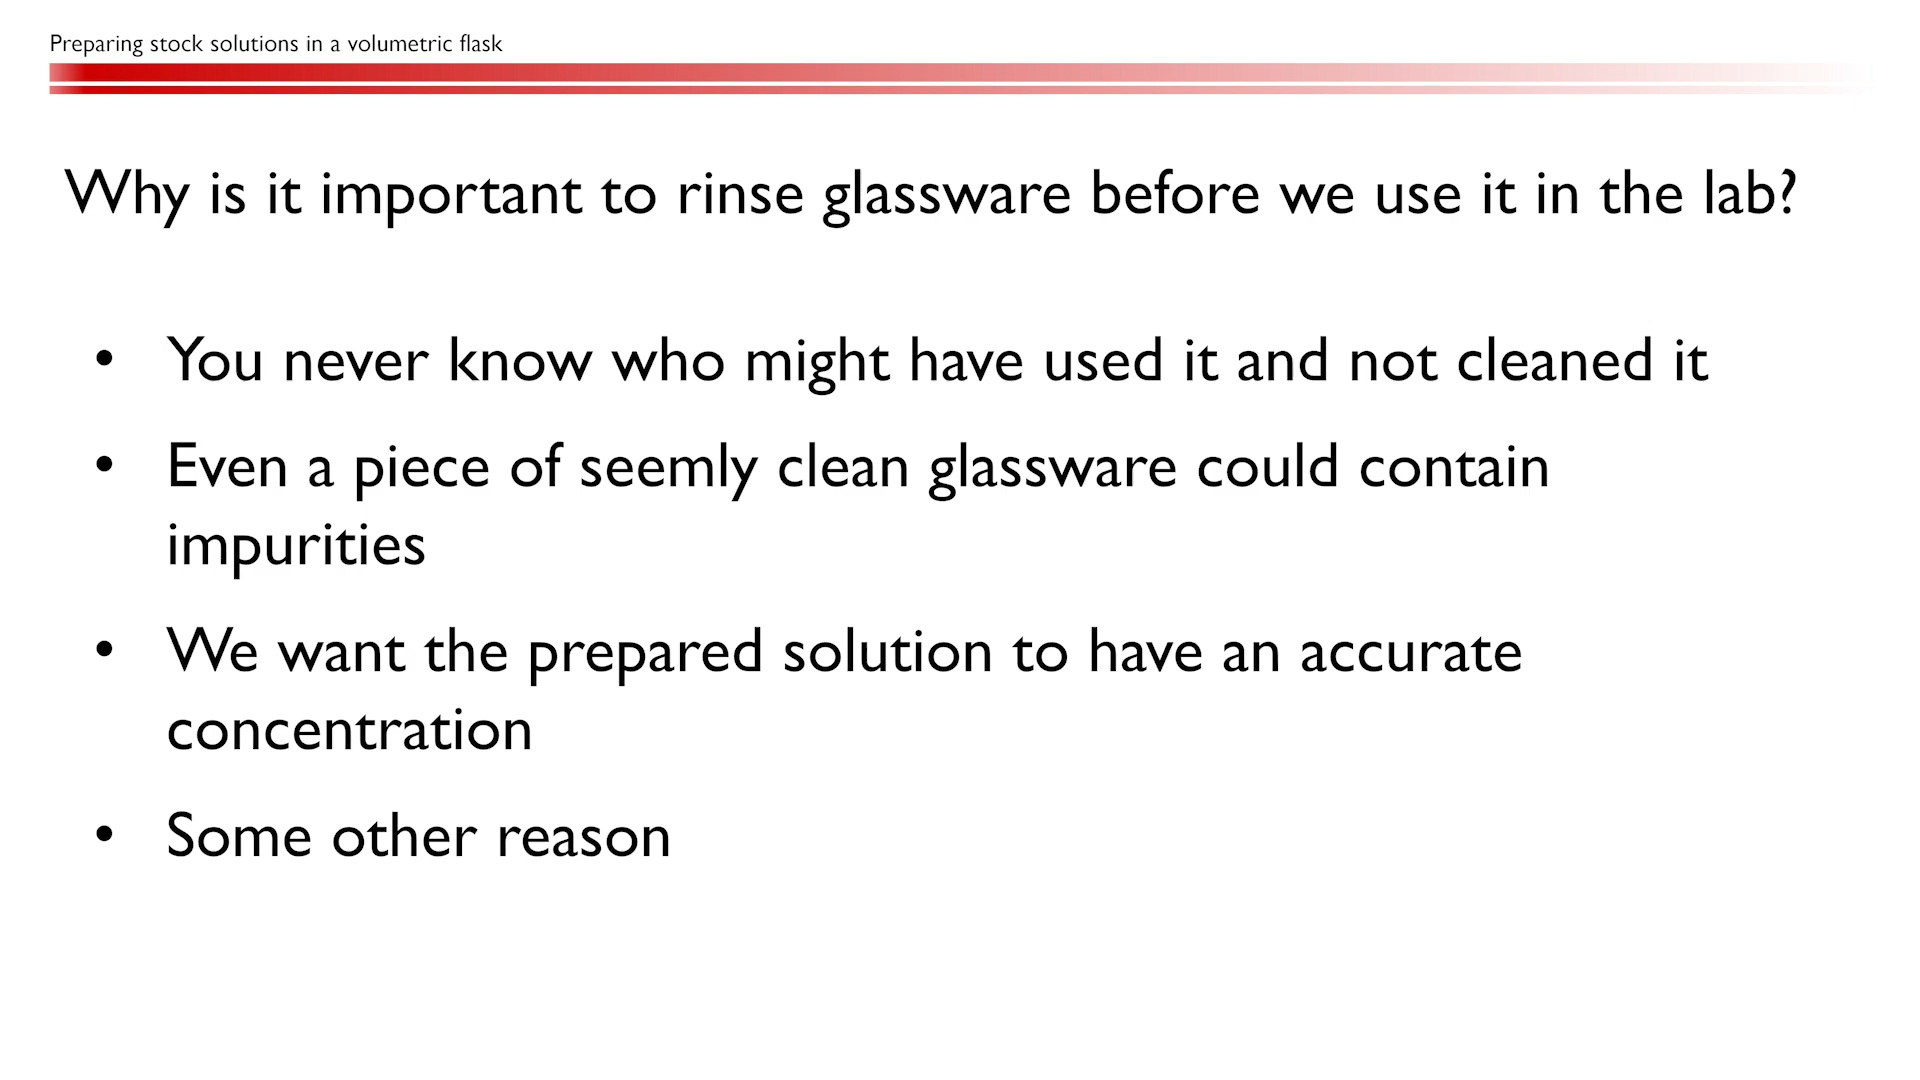 Preparing stock solutions in a volumetric flask
Why is it important to rinse glassware before we use it in the lab?
• You never know who might have used it and not cleaned it
• Even a piece of seemly clean glassware could contain
impurities
• We want the prepared solution to have an accurate
concentration
• Some other reason